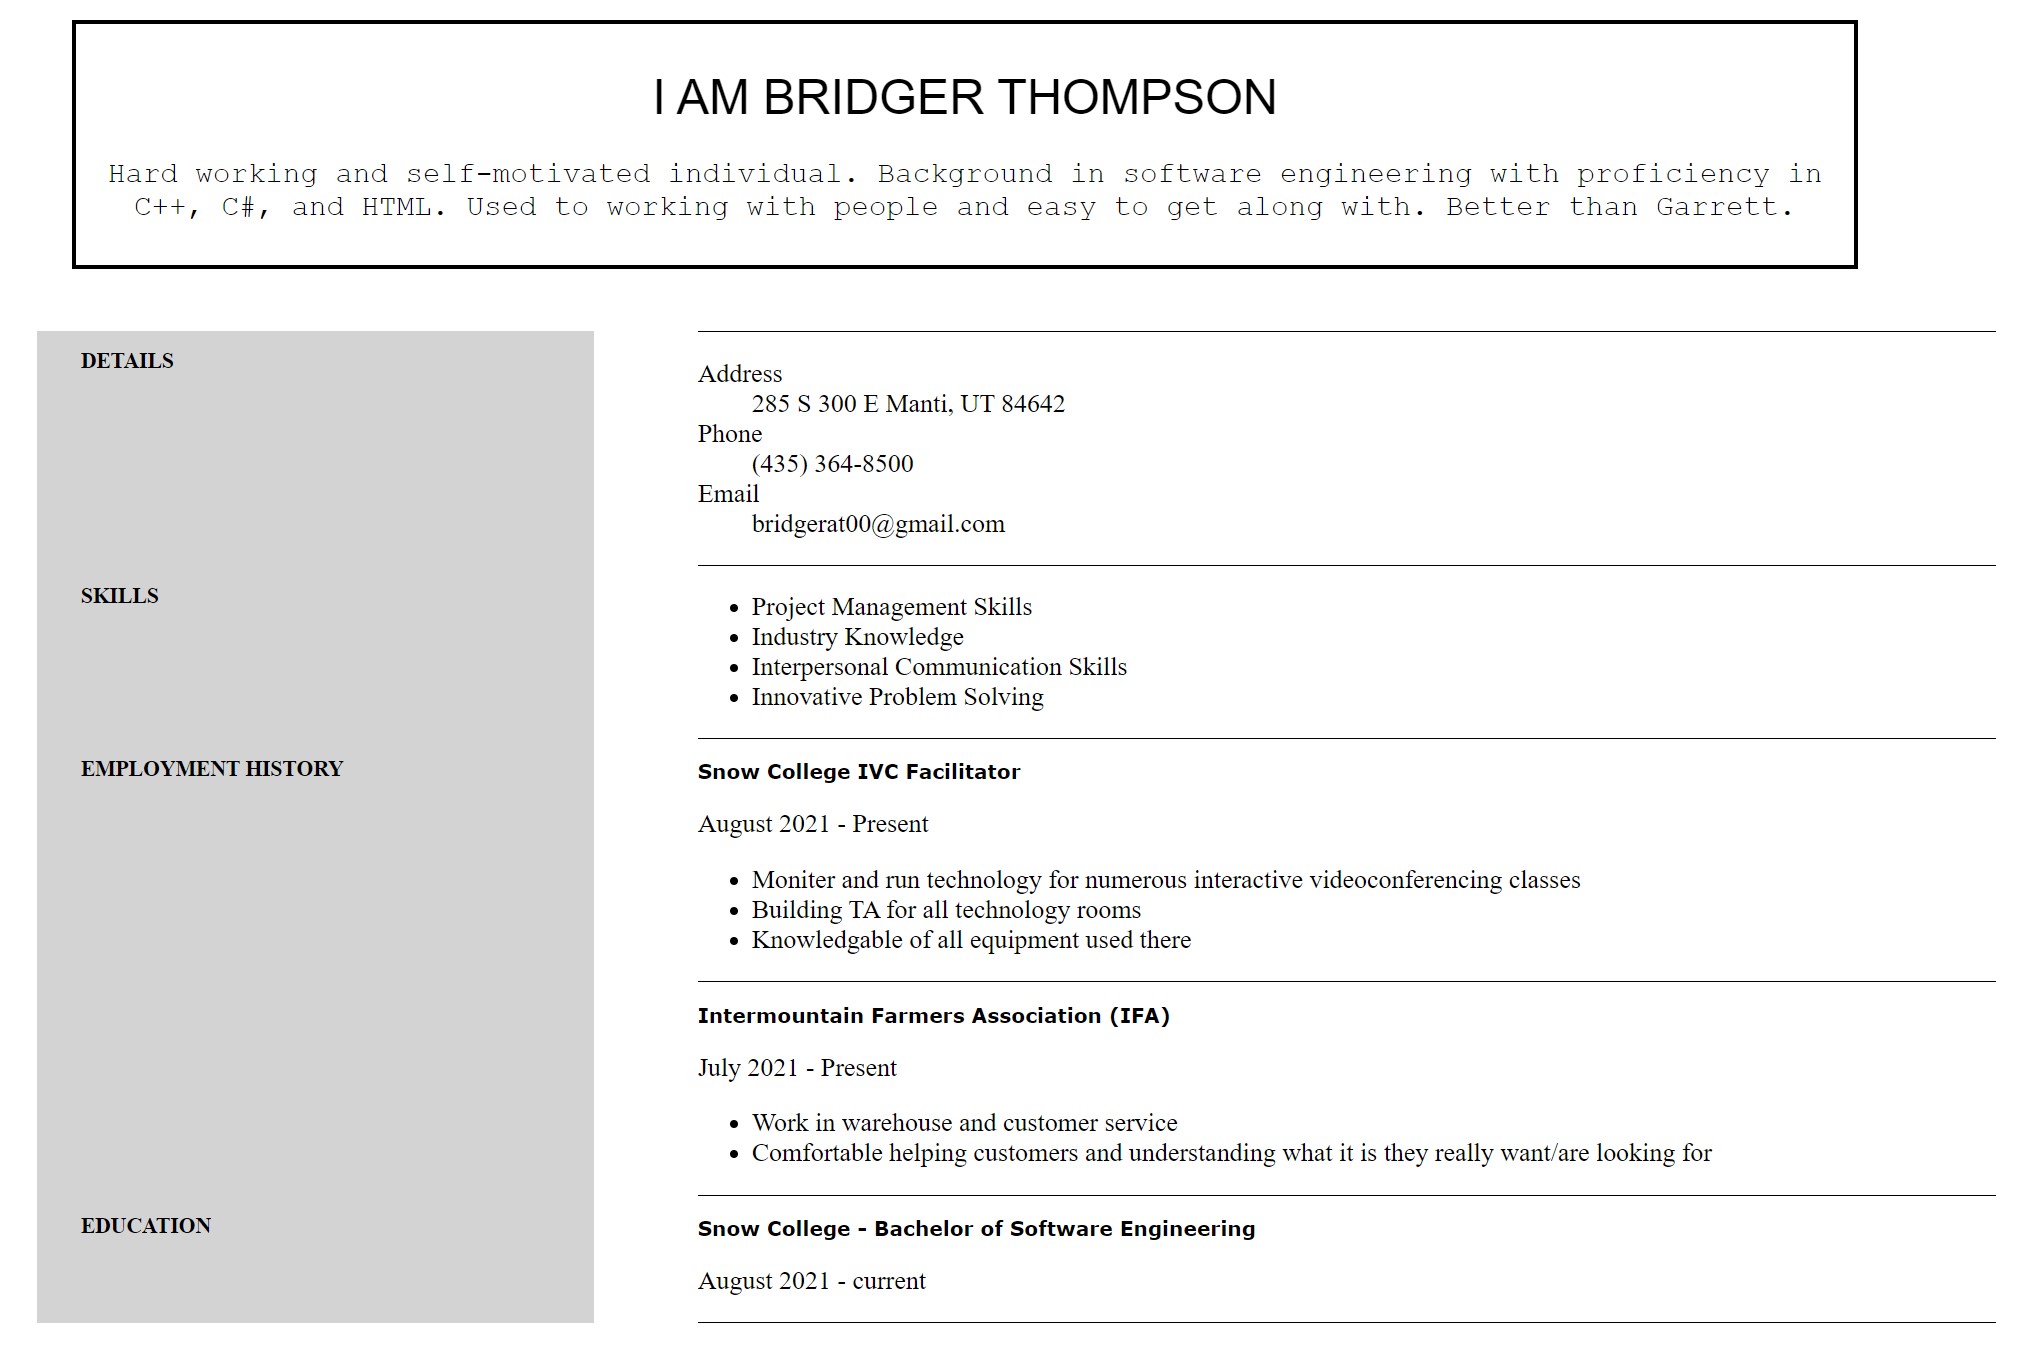 I AM BRIDGER THOMPSON
Hard working and self-motivated individual. Background in software engineering with proficiency in
C++, C#, and HTML. Used to working with people and easy to get along with. Better than Garrett.
DETAILS
Address
285 S 300 E Manti, UT 84642
Phone
(435) 364-8500
Email
bridgerat00@gmail.com
SKILLS
• Project Management Skills
• Industry Knowledge
• Interpersonal Communication Skills
• Innovative Problem Solving
EMPLOYMENT HISTORY
Snow College IVC Facilitator
August 2021 - Present
• Moniter and run technology for numerous interactive videoconferencing classes
• Building TA for all technology rooms
• Knowledgable of all equipment used there
Intermountain Farmers Association (IFA)
July 2021 - Present
• Work in warehouse and customer service
• Comfortable helping customers and understanding what it is they really want/are looking for
EDUCATION
Snow College - Bachelor of Software Engineering
August 2021 - current